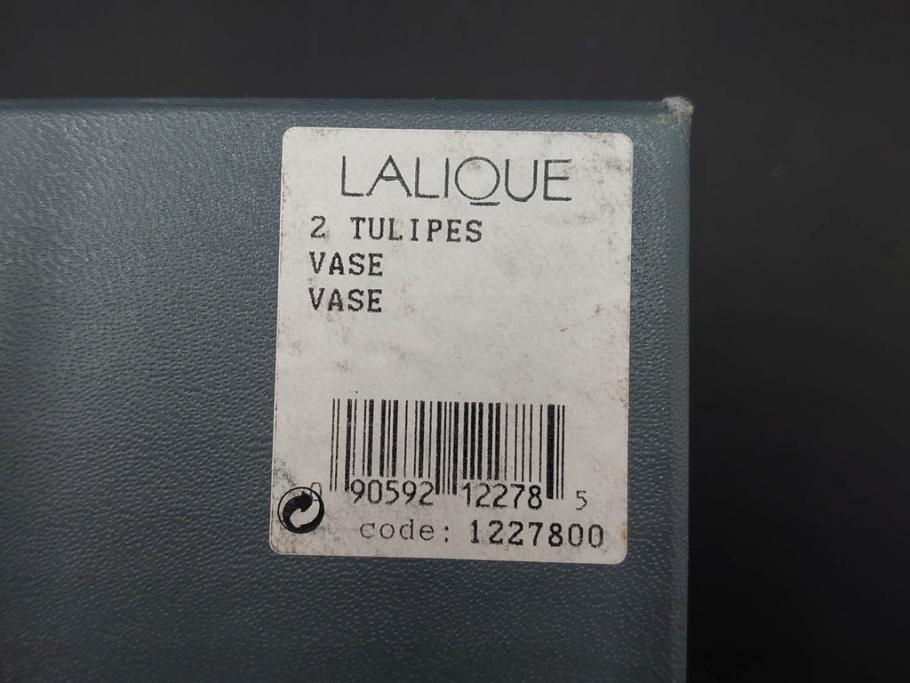 LALIQUE
2 TULIPES
VASE
VASE
0 90592 12278 5
code: 1227800